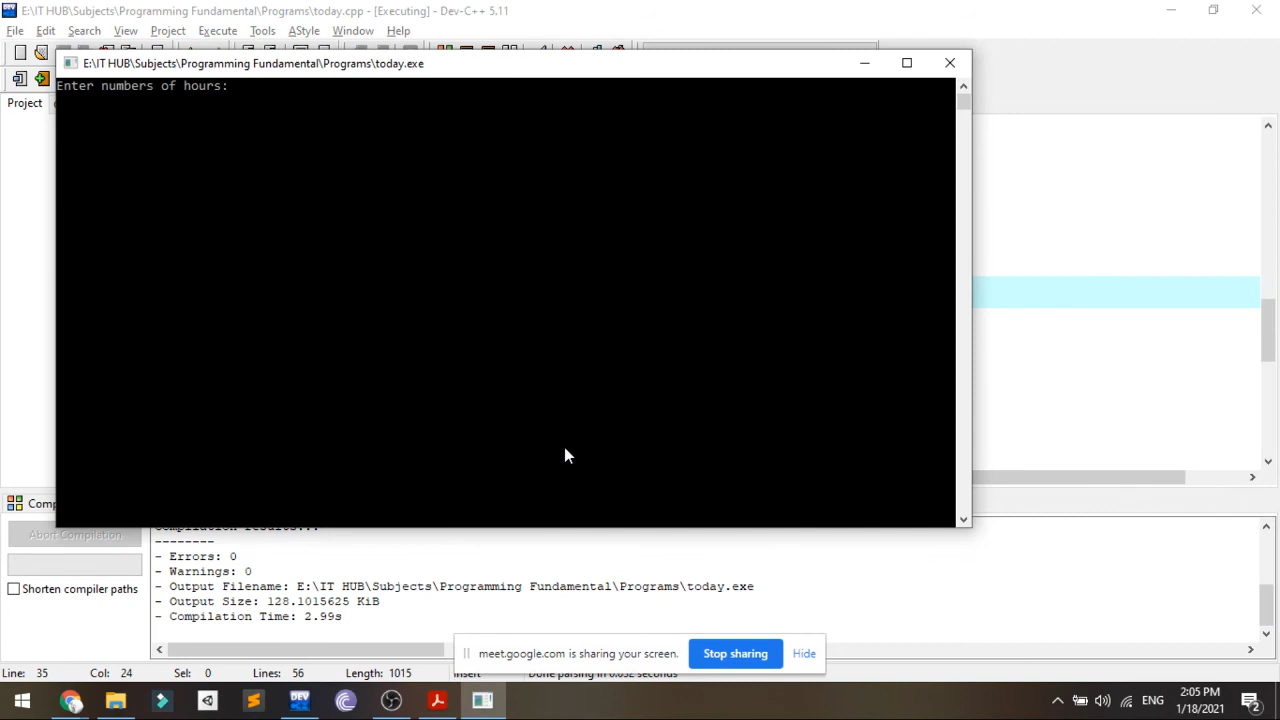 E:\IT HUB\Subjects\Programming Fundamental\Programs\today.cpp - [Executing] - Dev-C++ 5.11
File Edit Search View Project Execute Tools AStyle Window Help
E:\IT HUB\Subjects\Programming Fundamental\Programs\today.exe
Enter numbers of hours:
Project
Comp
Compilation results...
Abort Compilation
--------
- Errors: 0
- Warnings: 0
- Output Filename: E:\IT HUB\Subjects\Programming Fundamental\Programs\today.exe
Shorten compiler paths
- Output Size: 128.1015625 KiB
- Compilation Time: 2.99s
meet.google.com is sharing your screen. Stop sharing Hide
Line: 35 Col: 24 Sel: 0 Lines: 56 Length: 1015 Insert Done parsing in 0.032 seconds
DEV
ENG
2:05 PM
1/18/2021
2